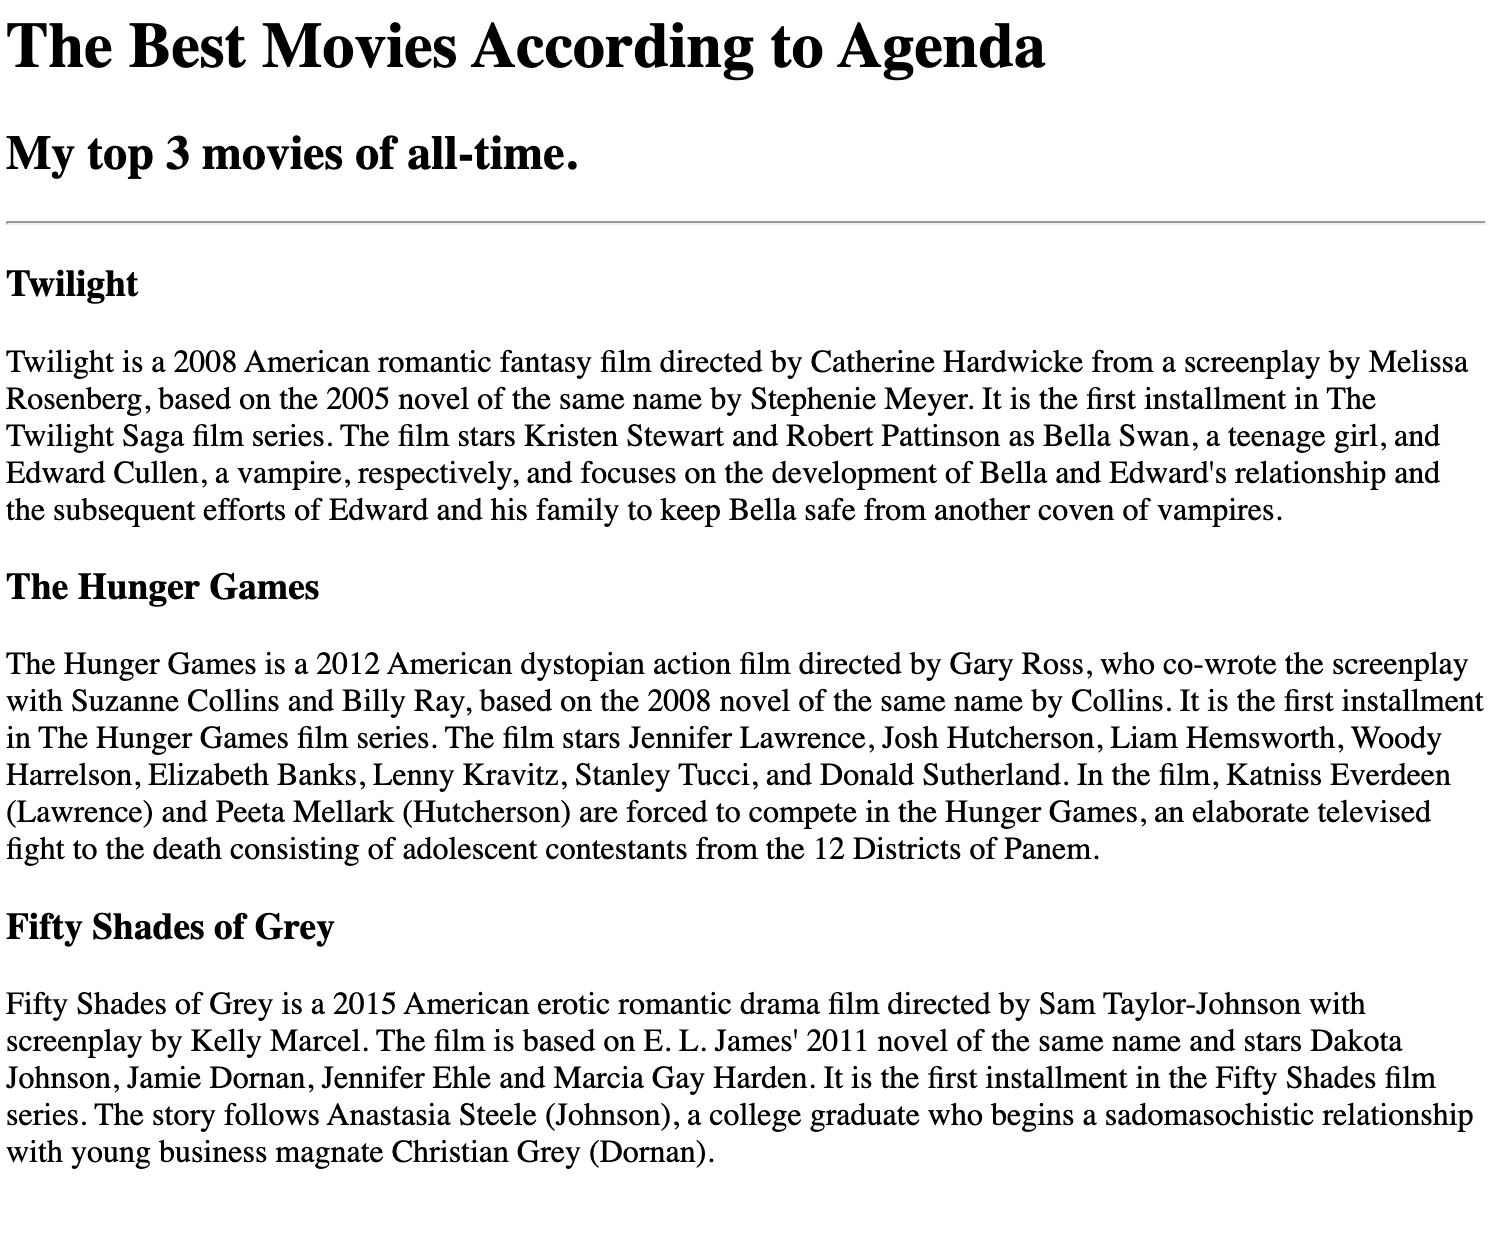 The Best Movies According to Agenda
My top 3 movies of all-time.
Twilight
Twilight is a 2008 American romantic fantasy film directed by Catherine Hardwicke from a screenplay by Melissa
Rosenberg, based on the 2005 novel of the same name by Stephenie Meyer. It is the first installment in The
Twilight Saga film series. The film stars Kristen Stewart and Robert Pattinson as Bella Swan, a teenage girl, and
Edward Cullen, a vampire, respectively, and focuses on the development of Bella and Edward's relationship and
the subsequent efforts of Edward and his family to keep Bella safe from another coven of vampires.
The Hunger Games
The Hunger Games is a 2012 American dystopian action film directed by Gary Ross, who co-wrote the screenplay
with Suzanne Collins and Billy Ray, based on the 2008 novel of the same name by Collins. It is the first installment
in The Hunger Games film series. The film stars Jennifer Lawrence, Josh Hutcherson, Liam Hemsworth, Woody
Harrelson, Elizabeth Banks, Lenny Kravitz, Stanley Tucci, and Donald Sutherland. In the film, Katniss Everdeen
(Lawrence) and Peeta Mellark (Hutcherson) are forced to compete in the Hunger Games, an elaborate televised
fight to the death consisting of adolescent contestants from the 12 Districts of Panem.
Fifty Shades of Grey
Fifty Shades of Grey is a 2015 American erotic romantic drama film directed by Sam Taylor-Johnson with
screenplay by Kelly Marcel. The film is based on E. L. James' 2011 novel of the same name and stars Dakota
Johnson, Jamie Dornan, Jennifer Ehle and Marcia Gay Harden. It is the first installment in the Fifty Shades film
series. The story follows Anastasia Steele (Johnson), a college graduate who begins a sadomasochistic relationship
with young business magnate Christian Grey (Dornan).